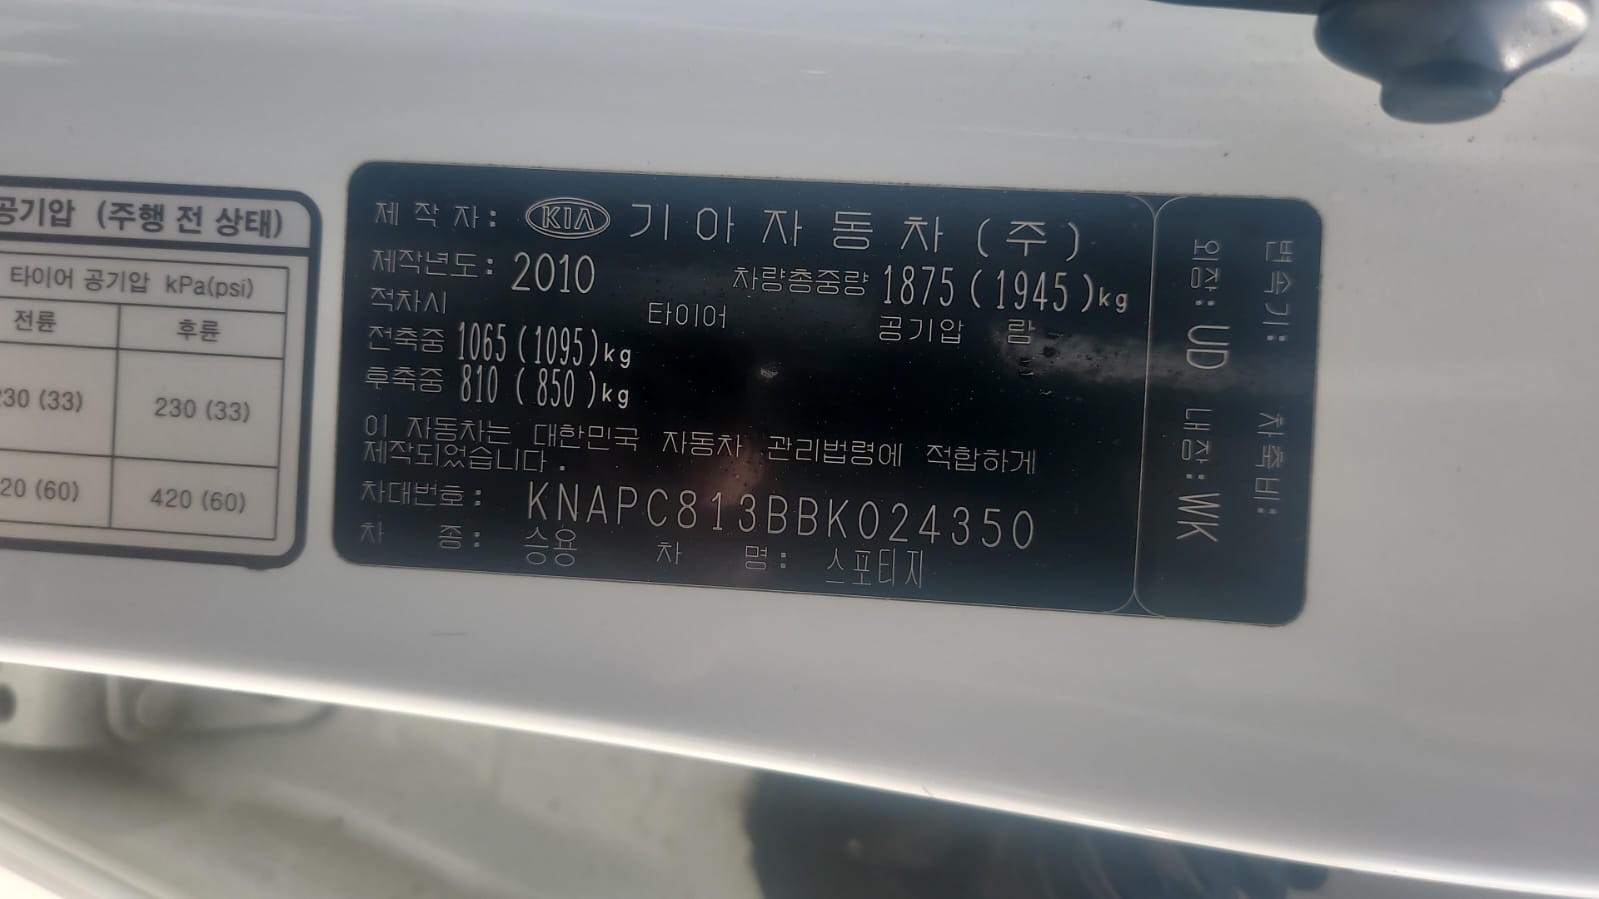 공기압 (주행 전 상태)
타이어 공기압 kPa(psi)
전륜 후륜
30 (33) 230 (33)
20 (60) 420 (60)
제작자: KIA 기아자동차(주)
제작년도: 2010 차량총중량 1875 (1945)kg
적차시 타이어 공기압 람
전축중 1065 (1095)kg
후축중 810 (850)kg
이 자동차는 대한민국 자동차 관리법령에 적합하게
제작되었습니다.
차대번호: KNAPC813BBK024350
차 종: 승용 차 명: 스포티지
변속기: 차축비:
외장: UD 내장: WK